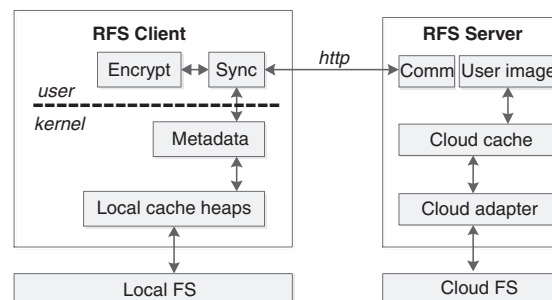 RFS Client
RFS Server
Encrypt
Sync
http
Comm
User image
user
kernel
Metadata
Cloud cache
Local cache heaps
Cloud adapter
Local FS
Cloud FS